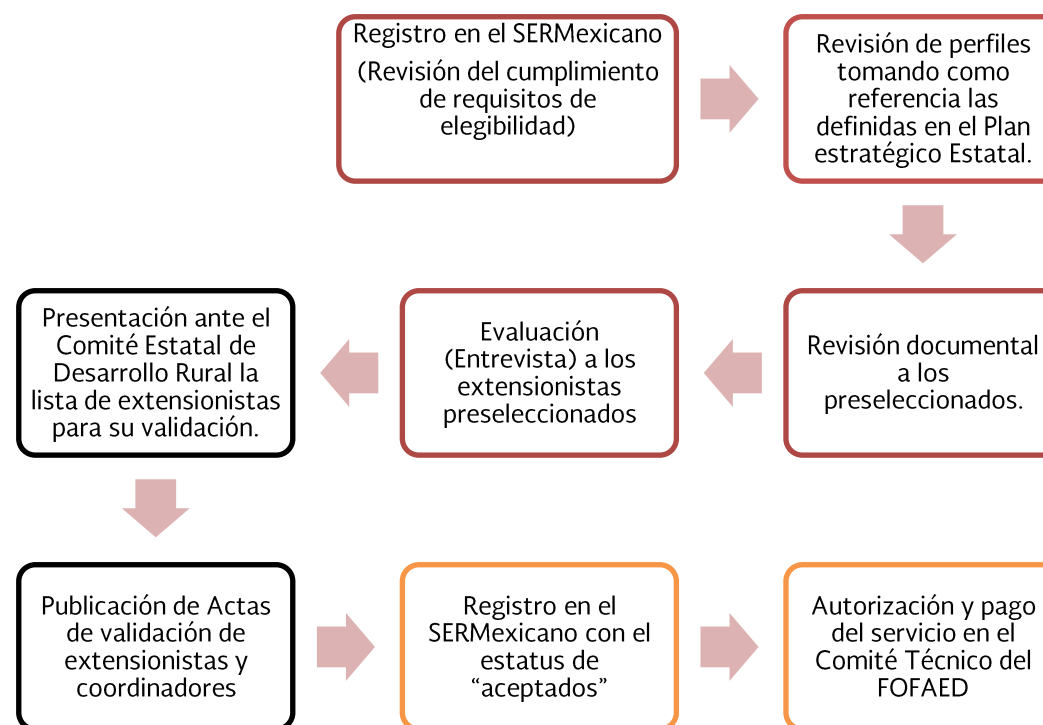 Registro en el SERMexicano
(Revisión del cumplimiento
de requisitos de
elegibilidad)
Revisión de perfiles
tomando como
referencia las
definidas en el Plan
estratégico Estatal.
Revisión documental
a los
preseleccionados.
Evaluación
(Entrevista) a los
extensionistas
preseleccionados
Presentación ante el
Comité Estatal de
Desarrollo Rural la
lista de extensionistas
para su validación.
Publicación de Actas
de validación de
extensionistas y
coordinadores
Registro en el
SERMexicano con el
estatus de
“aceptados”
Autorización y pago
del servicio en el
Comité Técnico del
FOFAED